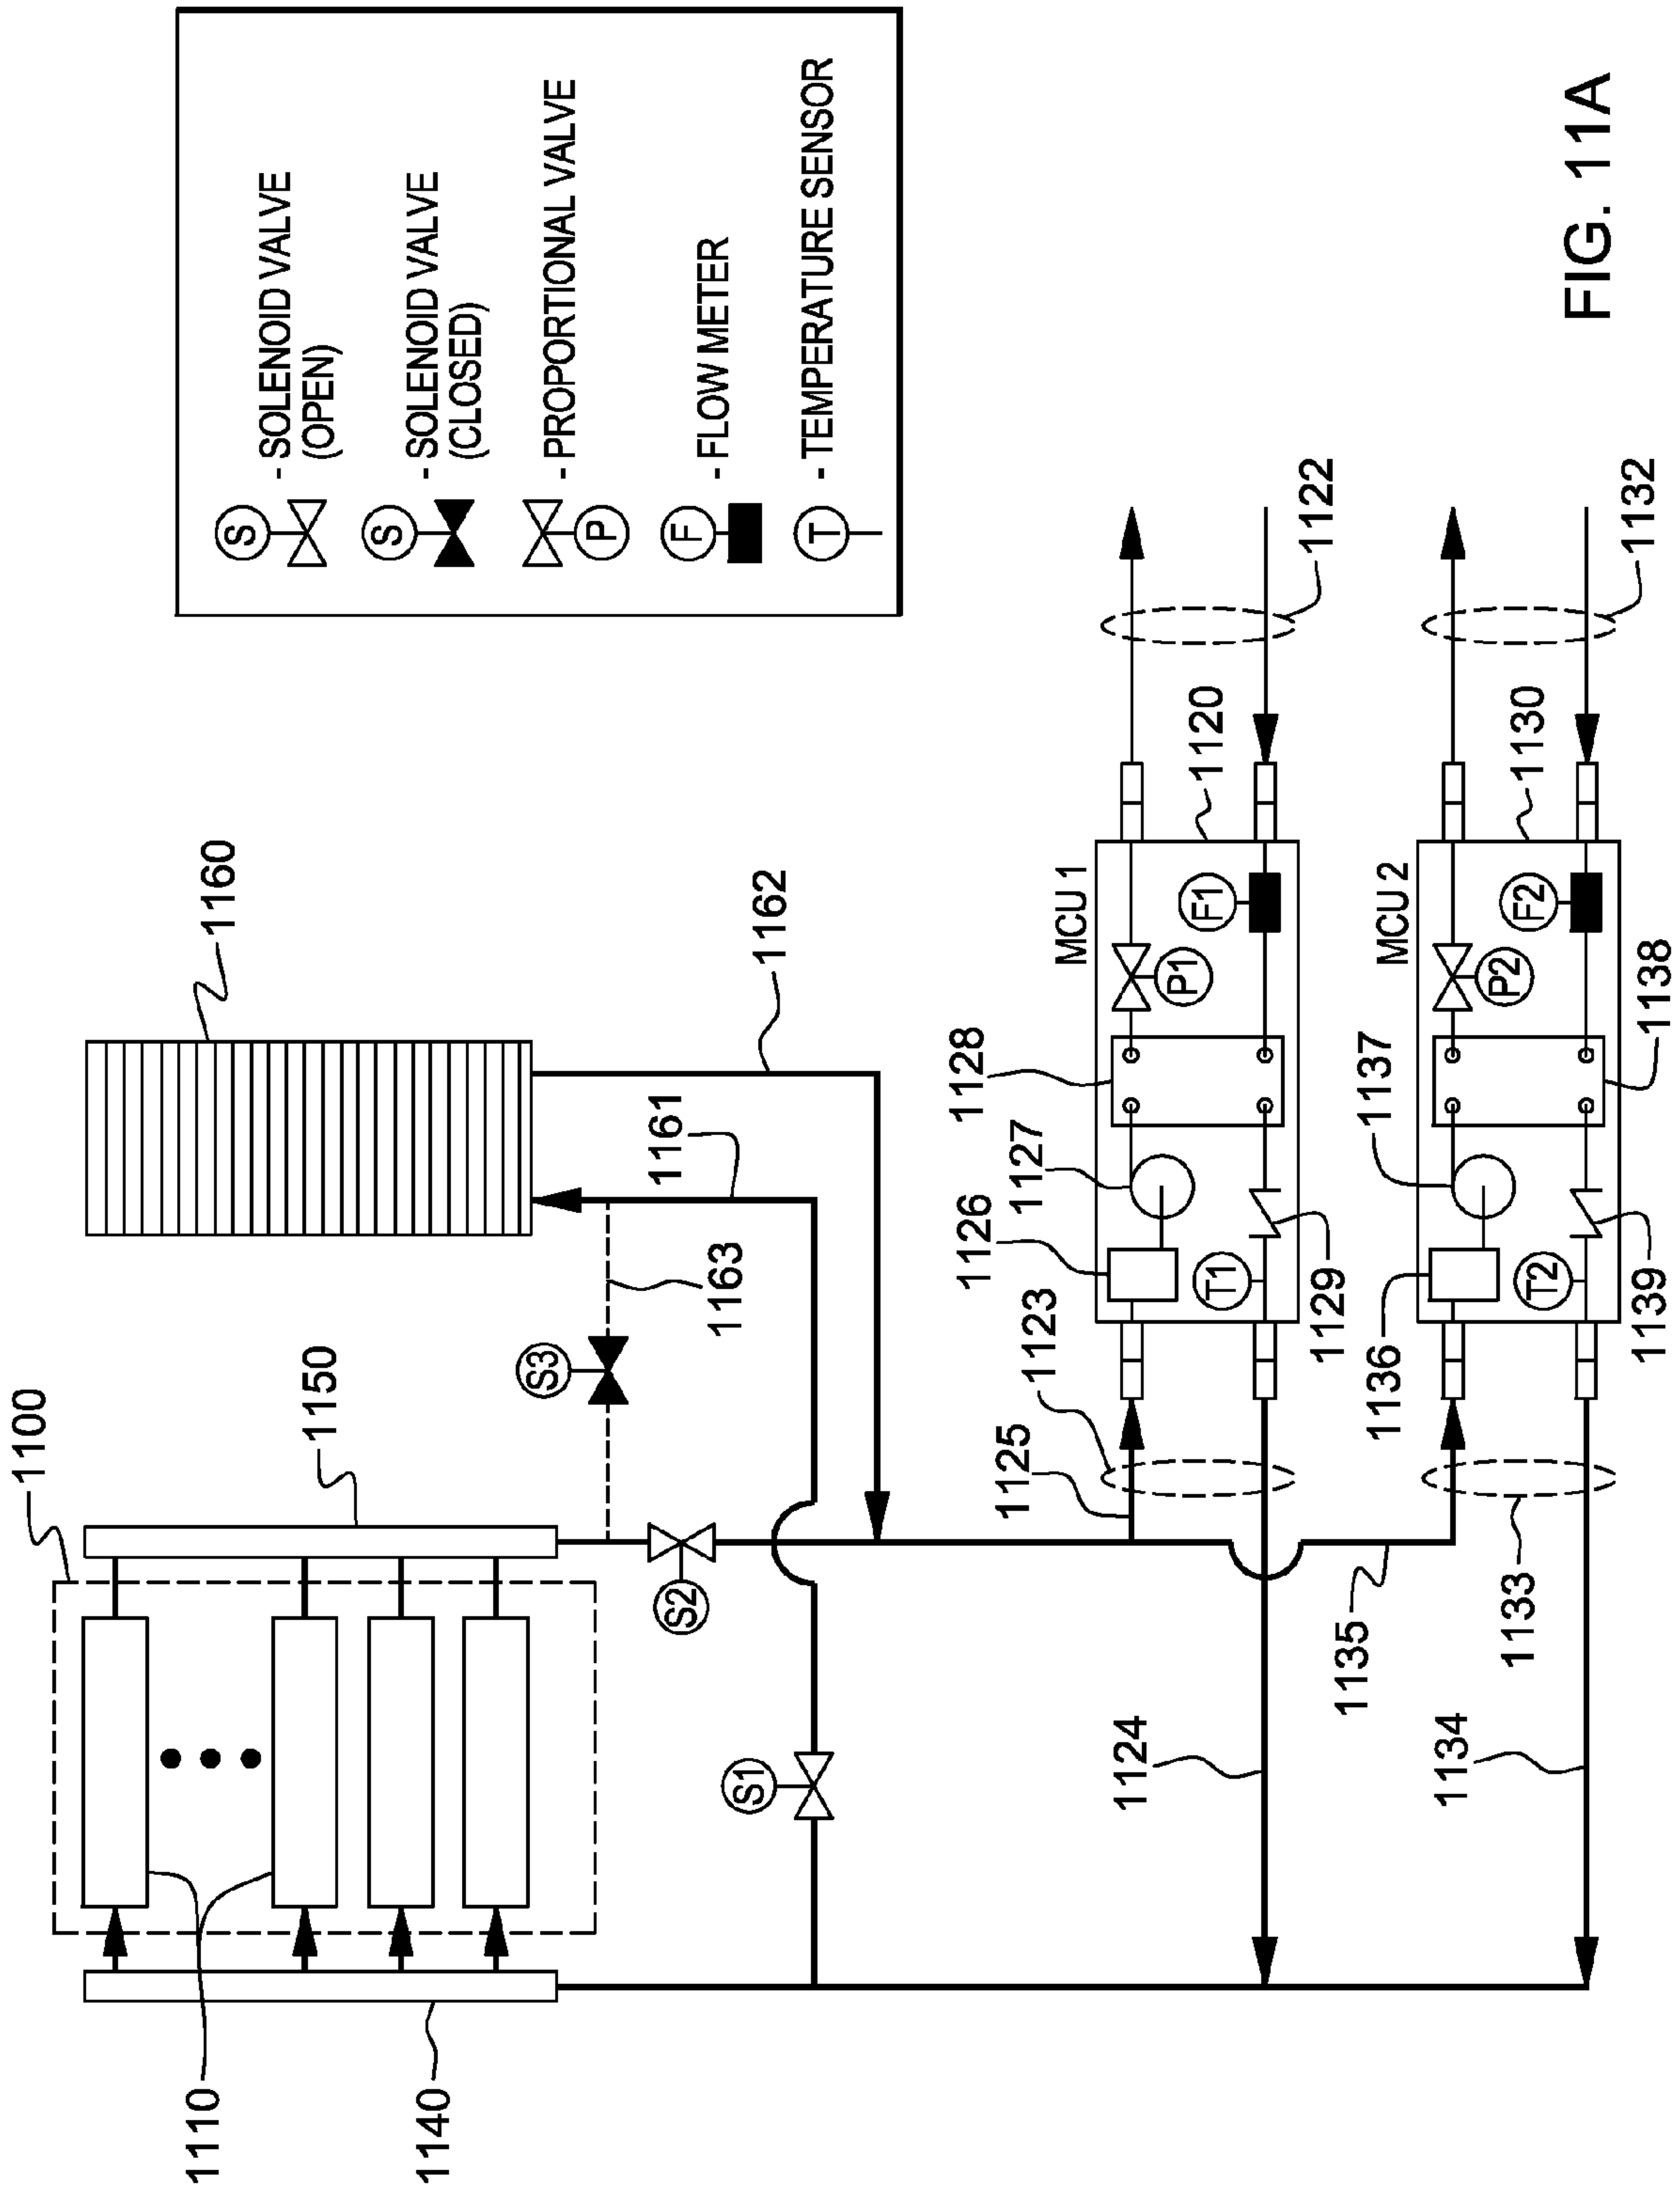 1100
1150
1160
1110
1140
S3
1163
1161
1162
S2
S1
S - SOLENOID VALVE
(OPEN)
S - SOLENOID VALVE
(CLOSED)
- PROPORTIONAL VALVE
P
F - FLOW METER
T - TEMPERATURE SENSOR
1125
1123
1126
1127
1128
MCU 1
1120
1122
P1
F1
T1
1129
1124
1135
1136
1137
MCU 2
1130
1132
P2
F2
T2
1133
1139
1138
1134
FIG. 11A